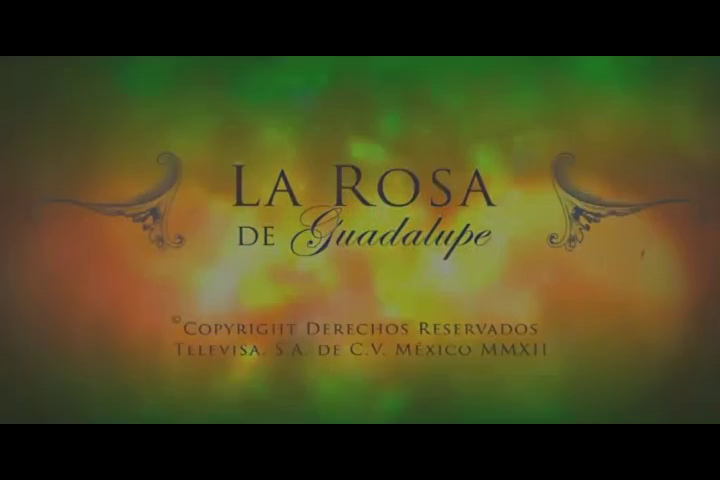 LA ROSA
DE Guadalupe
©COPYRIGHT DERECHOS RESERVADOS
TELEVISA, S.A. DE C.V. MÉXICO MMXII